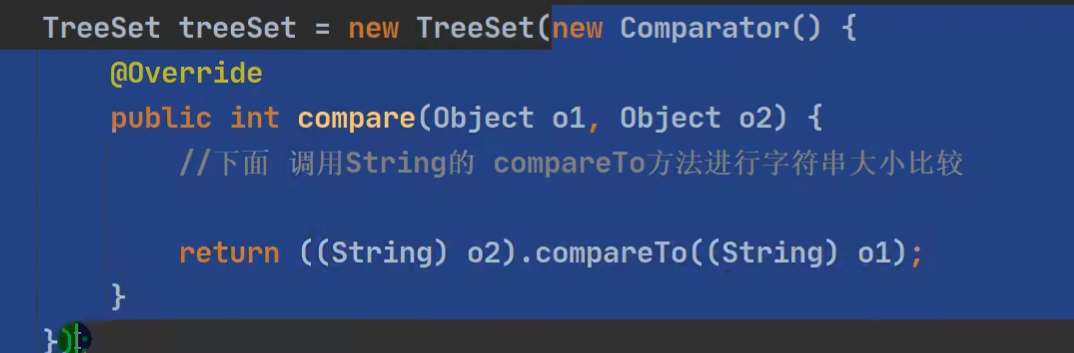 TreeSet treeSet = new TreeSet(new Comparator() {
@Override
public int compare(Object o1, Object o2) {
//下面 调用String的 compareTo方法进行字符串大小比较
return ((String) o2).compareTo((String) o1);
}
});